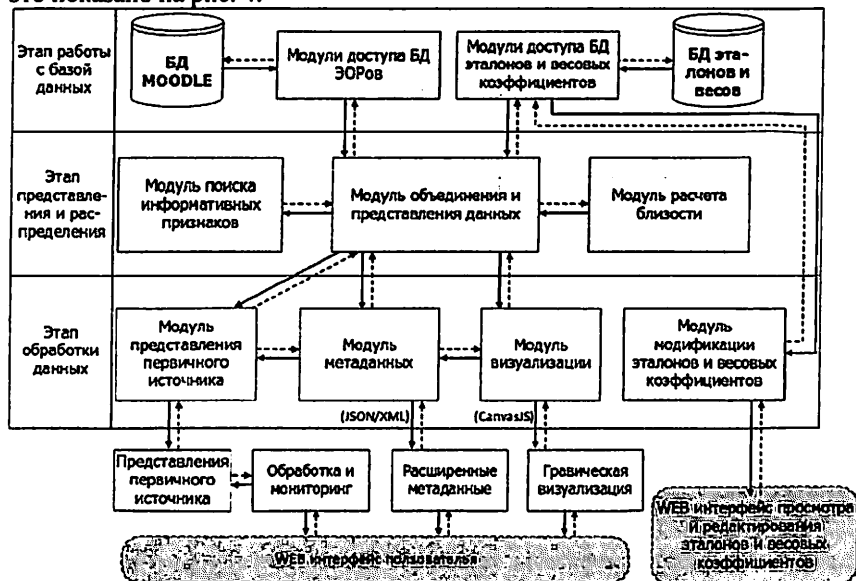 это показано на рис. 4.
Этап работы
с базой
данных
БД
MOODLE
Модули доступа БД
ЭОРов
Модули доступа БД
эталонов и весовых
коэффициентов
БД эта-
лонов и
весов
Этап
представле-
ния и рас-
пределения
Модуль поиска
информативных
признаков
Модуль объединения и
представления данных
Модуль расчета
близости
Этап
обработки
данных
Модуль
представления
первичного
источника
Модуль
метаданных
Модуль
визуализации
Модуль
модификации
эталонов и весовых
коэффициентов
(JSON/XML)
(CanvasJS)
Представления
первичного
источника
Обработка и
мониторинг
Расширенные
метаданные
Гравическая
визуализация
WEB интерфейс просмотра
и редактирования
эталонов и весовых
коэффициентов
WEB интерфейс пользователя